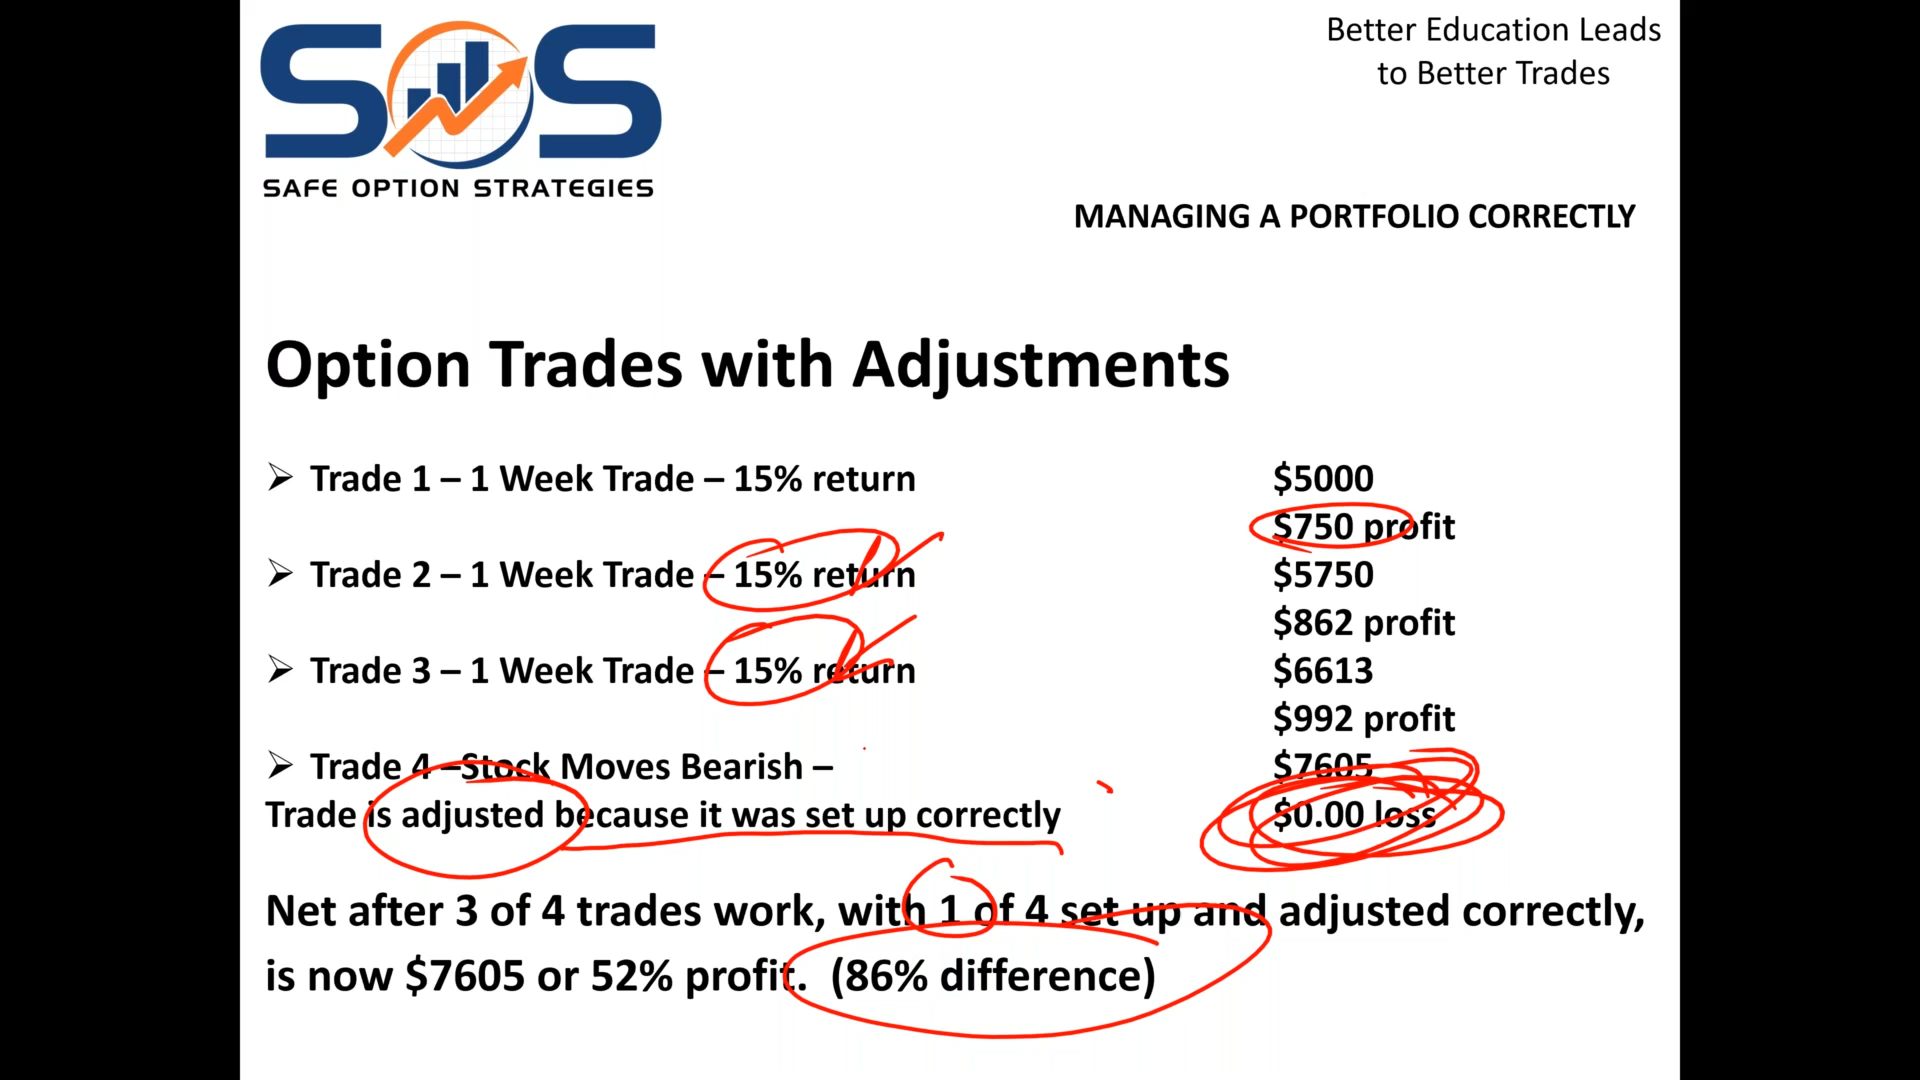 SOS
SAFE OPTION STRATEGIES
Better Education Leads
to Better Trades
MANAGING A PORTFOLIO CORRECTLY
Option Trades with Adjustments
Trade 1 – 1 Week Trade – 15% return $5000
$750 profit
Trade 2 – 1 Week Trade – 15% return $5750
$862 profit
Trade 3 – 1 Week Trade – 15% return $6613
$992 profit
Trade 4 –Stock Moves Bearish – $7605
Trade is adjusted because it was set up correctly $0.00 loss
Net after 3 of 4 trades work, with 1 of 4 set up and adjusted correctly,
is now $7605 or 52% profit. (86% difference)